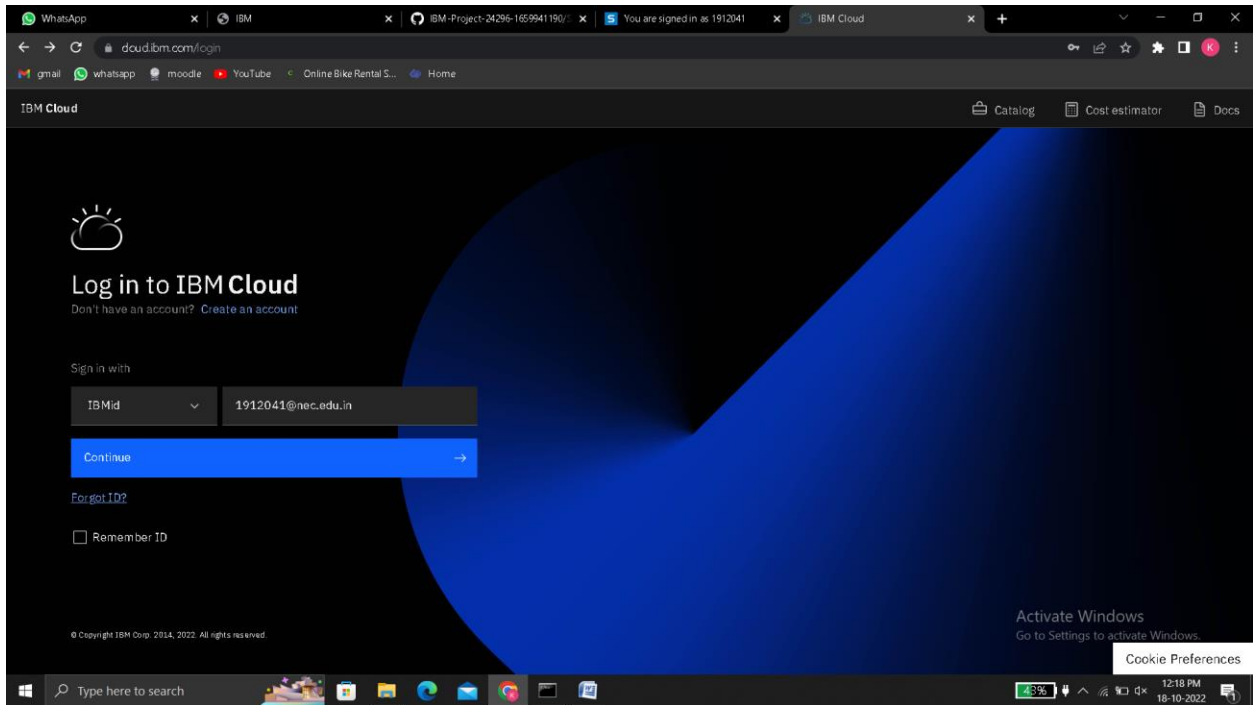 WhatsApp
IBM
IBM-Project-24296-1659941190/
You are signed in as 1912041
IBM Cloud
cloud.ibm.com/login
K
gmail whatsapp moodle YouTube Online Bike Rental S... Home
IBM Cloud
Catalog
Cost estimator
Docs
Log in to IBM Cloud
Don't have an account? Create an account
Sign in with
IBMid
1912041@nec.edu.in
Continue
Forgot ID?
Remember ID
© Copyright IBM Corp. 2014, 2022. All rights reserved.
Activate Windows
Go to Settings to activate Windows.
Cookie Preferences
Type here to search
43%
12:18 PM
18-10-2022
1